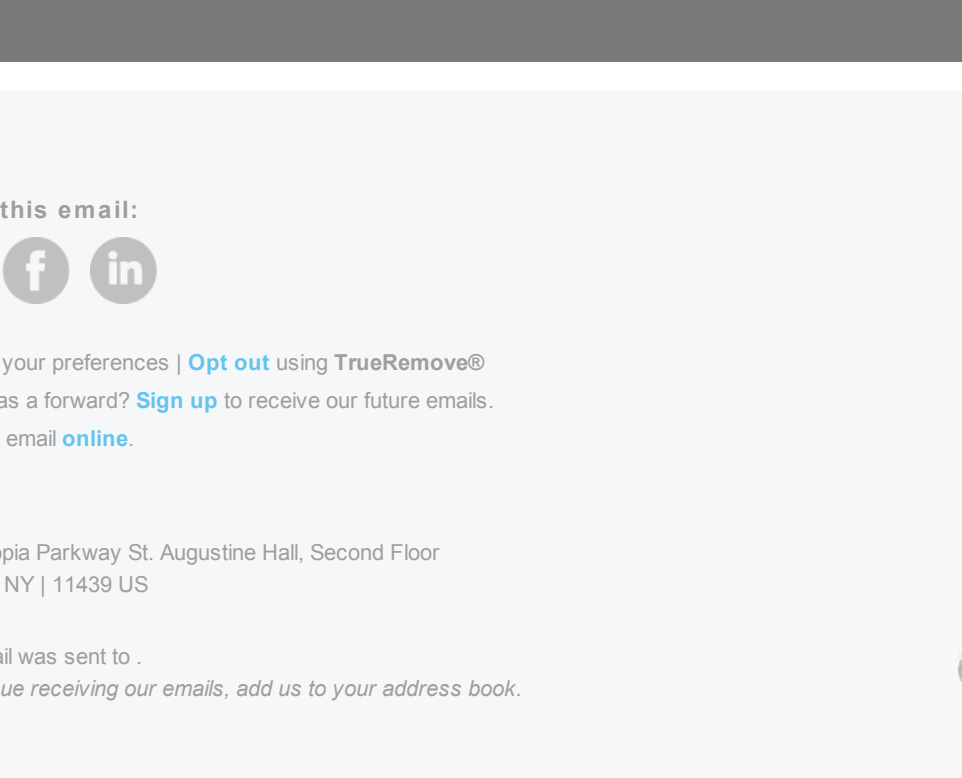 this email:
f in
your preferences | Opt out using TrueRemove®
as a forward? Sign up to receive our future emails.
email online.
pia Parkway St. Augustine Hall, Second Floor
NY | 11439 US
il was sent to .
ue receiving our emails, add us to your address book.